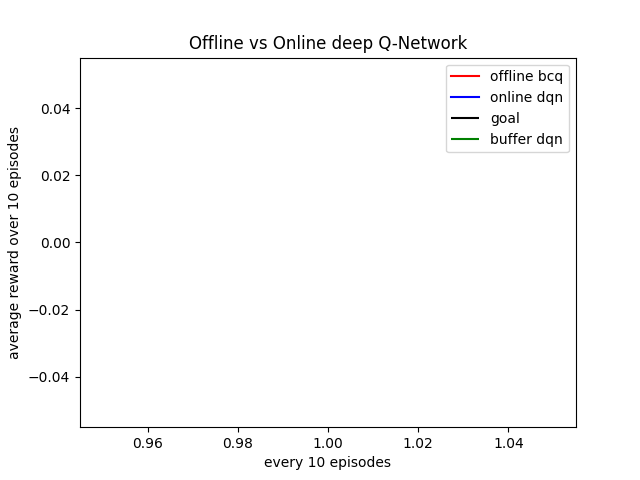 Offline vs Online deep Q-Network
offline bcq
online dqn
goal
buffer dqn
average reward over 10 episodes
0.04
0.02
0.00
−0.02
−0.04
0.96
0.98
1.00
1.02
1.04
every 10 episodes